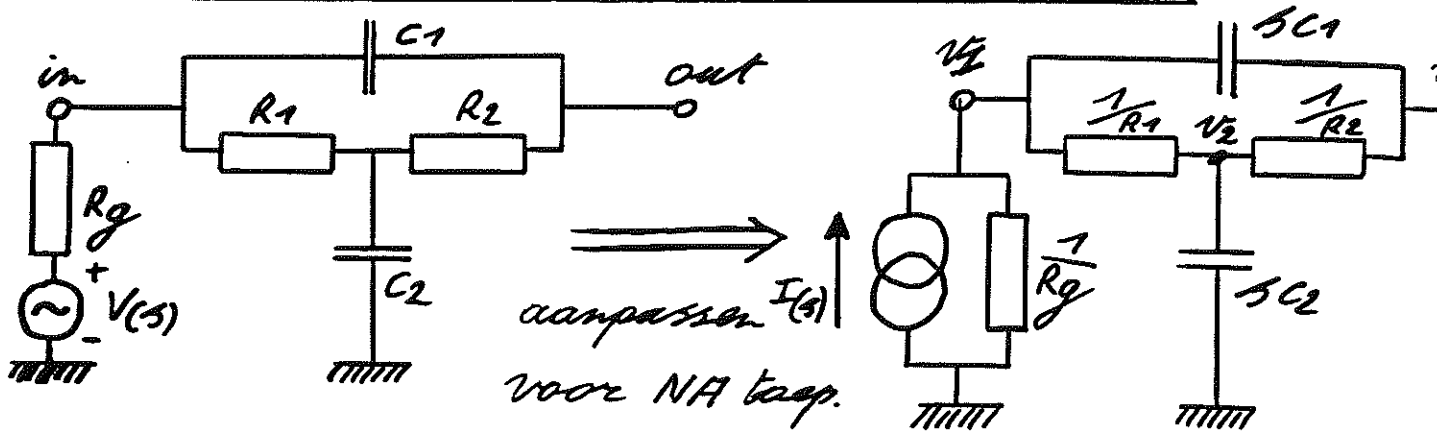 C1
in
out
R1
R2
Rg
+
V(s)
-
C2
aanpassen
voor NA toep.
V1
sC1
1/R1
V2
1/R2
I(s)
1/Rg
sC2